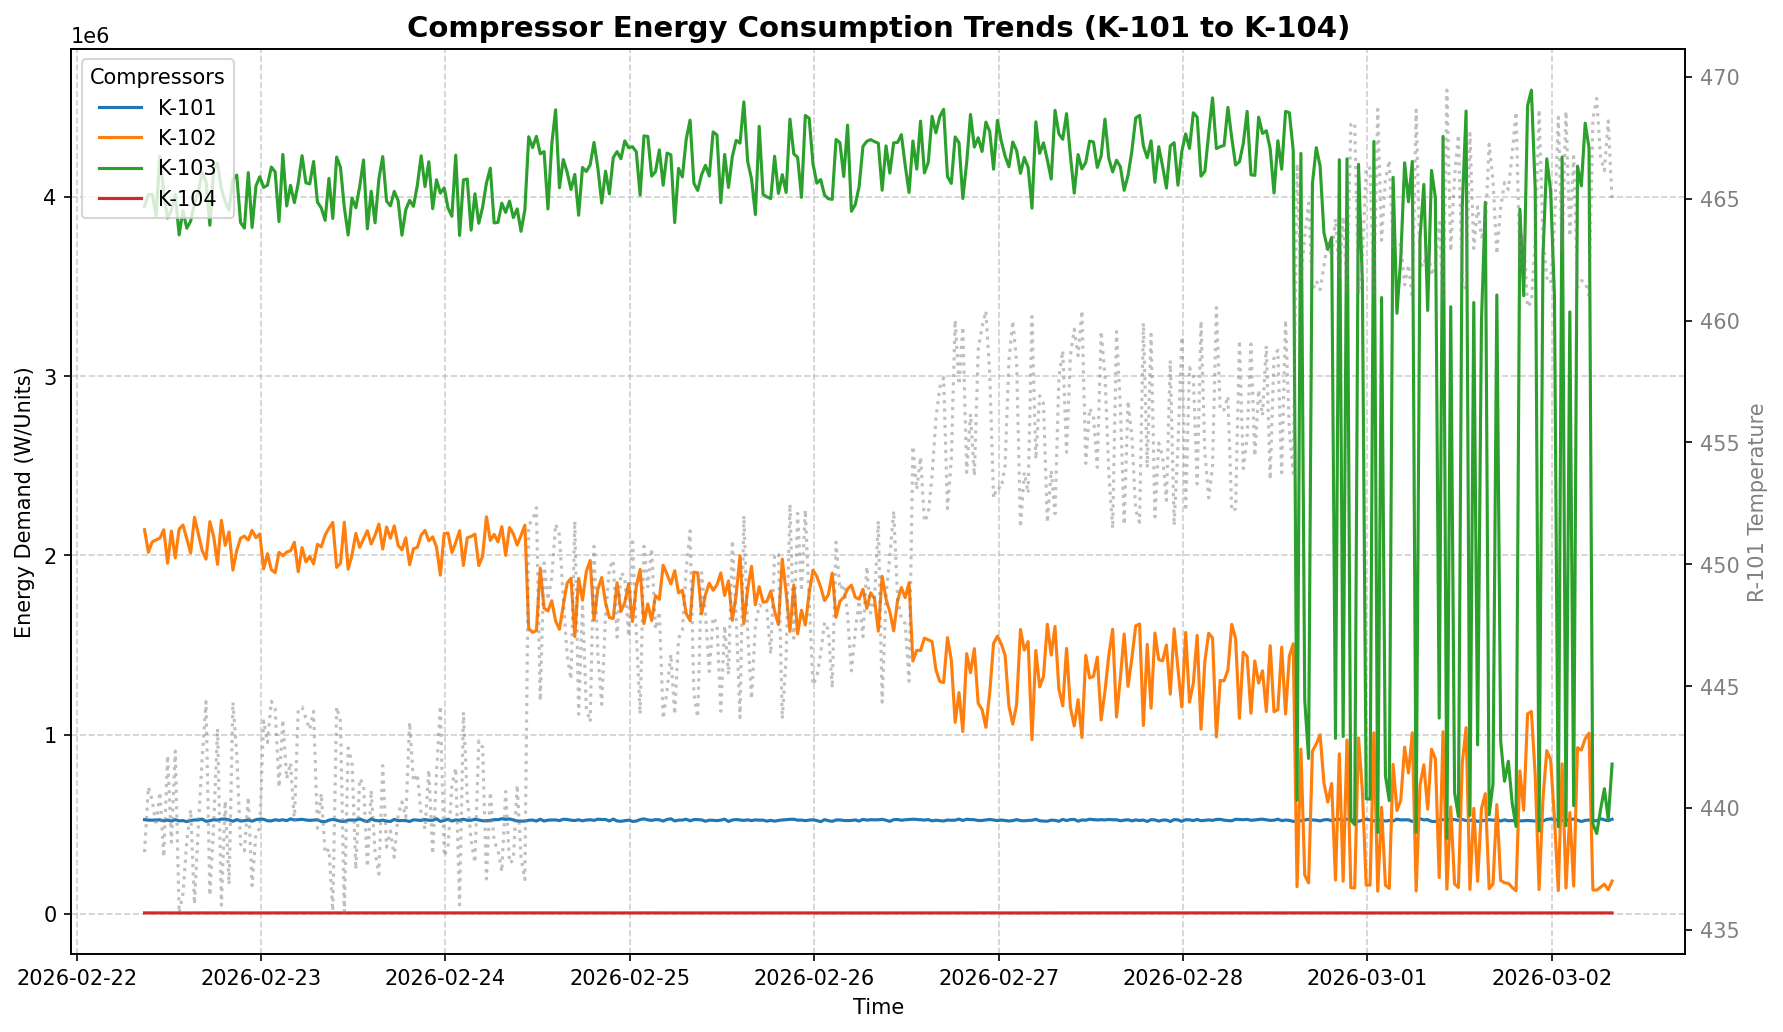 Compressor Energy Consumption Trends (K-101 to K-104)
1e6
Compressors
K-101
K-102
K-103
K-104
4
3
2
1
0
Energy Demand (W/Units)
470
465
460
455
450
445
440
435
R-101 Temperature
2026-02-22
2026-02-23
2026-02-24
2026-02-25
2026-02-26
2026-02-27
2026-02-28
2026-03-01
2026-03-02
Time